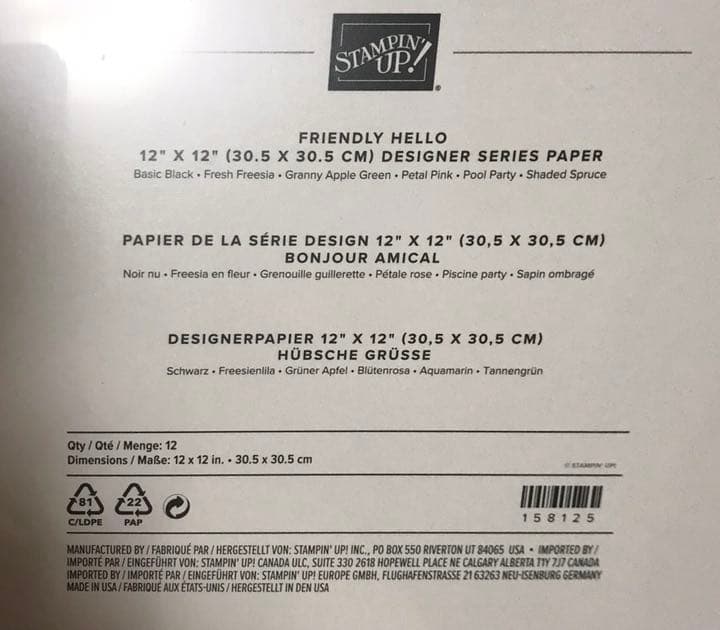 STAMPIN' UP!®
FRIENDLY HELLO
12" X 12" (30.5 X 30.5 CM) DESIGNER SERIES PAPER
Basic Black • Fresh Freesia • Granny Apple Green • Petal Pink • Pool Party • Shaded Spruce
PAPIER DE LA SÉRIE DESIGN 12" X 12" (30,5 X 30,5 CM)
BONJOUR AMICAL
Noir nu • Freesia en fleur • Grenouille guillerette • Pétale rose • Piscine party • Sapin ombragé
DESIGNERPAPIER 12" X 12" (30,5 X 30,5 CM)
HÜBSCHE GRÜSSE
Schwarz • Freesienlila • Grüner Apfel • Blütenrosa • Aquamarin • Tannengrün
Qty / Qté / Menge: 12
Dimensions / Maße: 12 x 12 in. • 30.5 x 30.5 cm
© STAMPIN' UP!
81 22
C/LDPE PAP
158125
MANUFACTURED BY / FABRIQUÉ PAR / HERGESTELLT VON: STAMPIN' UP! INC., PO BOX 550 RIVERTON UT 84065 USA • IMPORTED BY /
IMPORTÉ PAR / EINGEFÜHRT VON: STAMPIN' UP! CANADA ULC, SUITE 330 2618 HOPEWELL PLACE NE CALGARY ALBERTA T1Y 7J7 CANADA
IMPORTED BY / IMPORTÉ PAR / EINGEFÜHRT VON: STAMPIN' UP! EUROPE GMBH, FLUGHAFENSTRASSE 21 63263 NEU-ISENBURG GERMANY
MADE IN USA / FABRIQUÉ AUX ÉTATS-UNIS / HERGESTELLT IN DEN USA